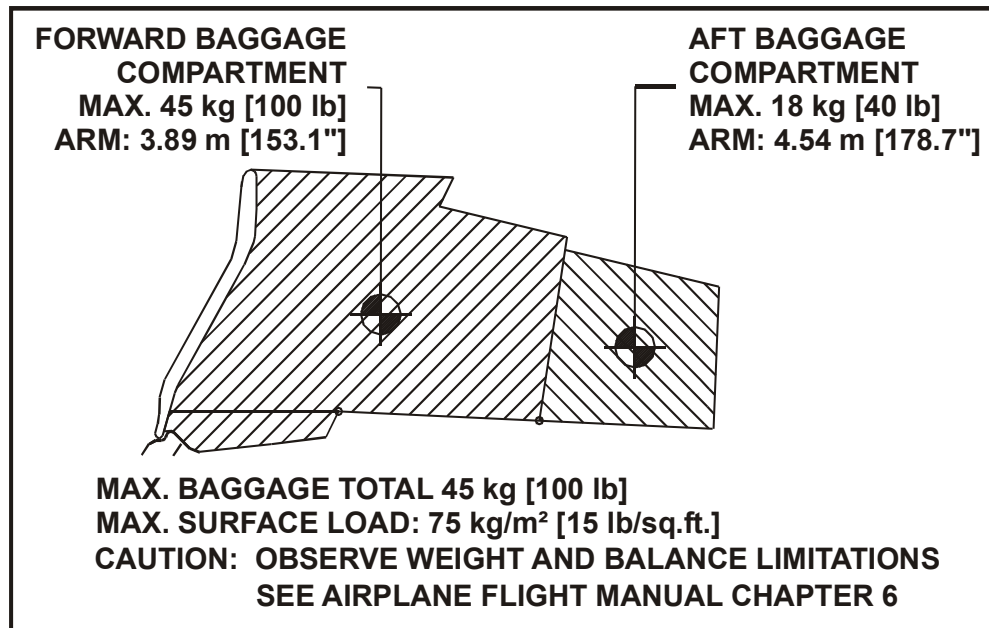 FORWARD BAGGAGE
COMPARTMENT
MAX. 45 kg [100 lb]
ARM: 3.89 m [153.1"]
AFT BAGGAGE
COMPARTMENT
MAX. 18 kg [40 lb]
ARM: 4.54 m [178.7"]
MAX. BAGGAGE TOTAL 45 kg [100 lb]
MAX. SURFACE LOAD: 75 kg/m² [15 lb/sq.ft.]
CAUTION: OBSERVE WEIGHT AND BALANCE LIMITATIONS
SEE AIRPLANE FLIGHT MANUAL CHAPTER 6